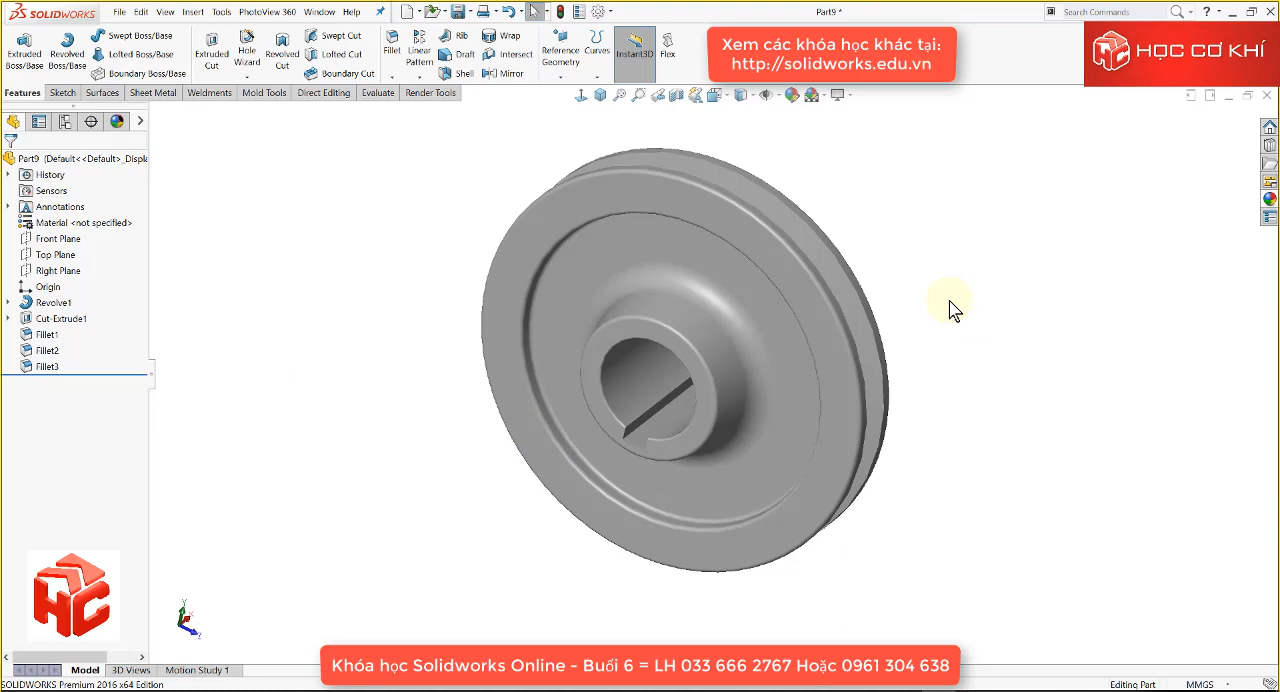 SOLIDWORKS
File Edit View Insert Tools PhotoView 360 Window Help
Part9 *
Search Commands
Extruded Boss/Base
Revolved Boss/Base
Swept Boss/Base
Lofted Boss/Base
Boundary Boss/Base
Extruded Cut
Hole Wizard
Revolved Cut
Swept Cut
Lofted Cut
Boundary Cut
Fillet
Linear Pattern
Rib
Draft
Shell
Wrap
Intersect
Mirror
Reference Geometry
Curves
Instant3D
Flex
Xem các khóa học khác tại:
http://solidworks.edu.vn
HỌC CƠ KHÍ
Features Sketch Surfaces Sheet Metal Weldments Mold Tools Direct Editing Evaluate Render Tools
Part9 (Default<<Default>_Displa
History
Sensors
Annotations
Material <not specified>
Front Plane
Top Plane
Right Plane
Origin
Revolve1
Cut-Extrude1
Fillet1
Fillet2
Fillet3
HC
Y
Z
Model 3D Views Motion Study 1
Khóa học Solidworks Online - Buổi 6 = LH 033 666 2767 Hoặc 0961 304 638
SOLIDWORKS Premium 2016 x64 Edition
Editing Part MMGS